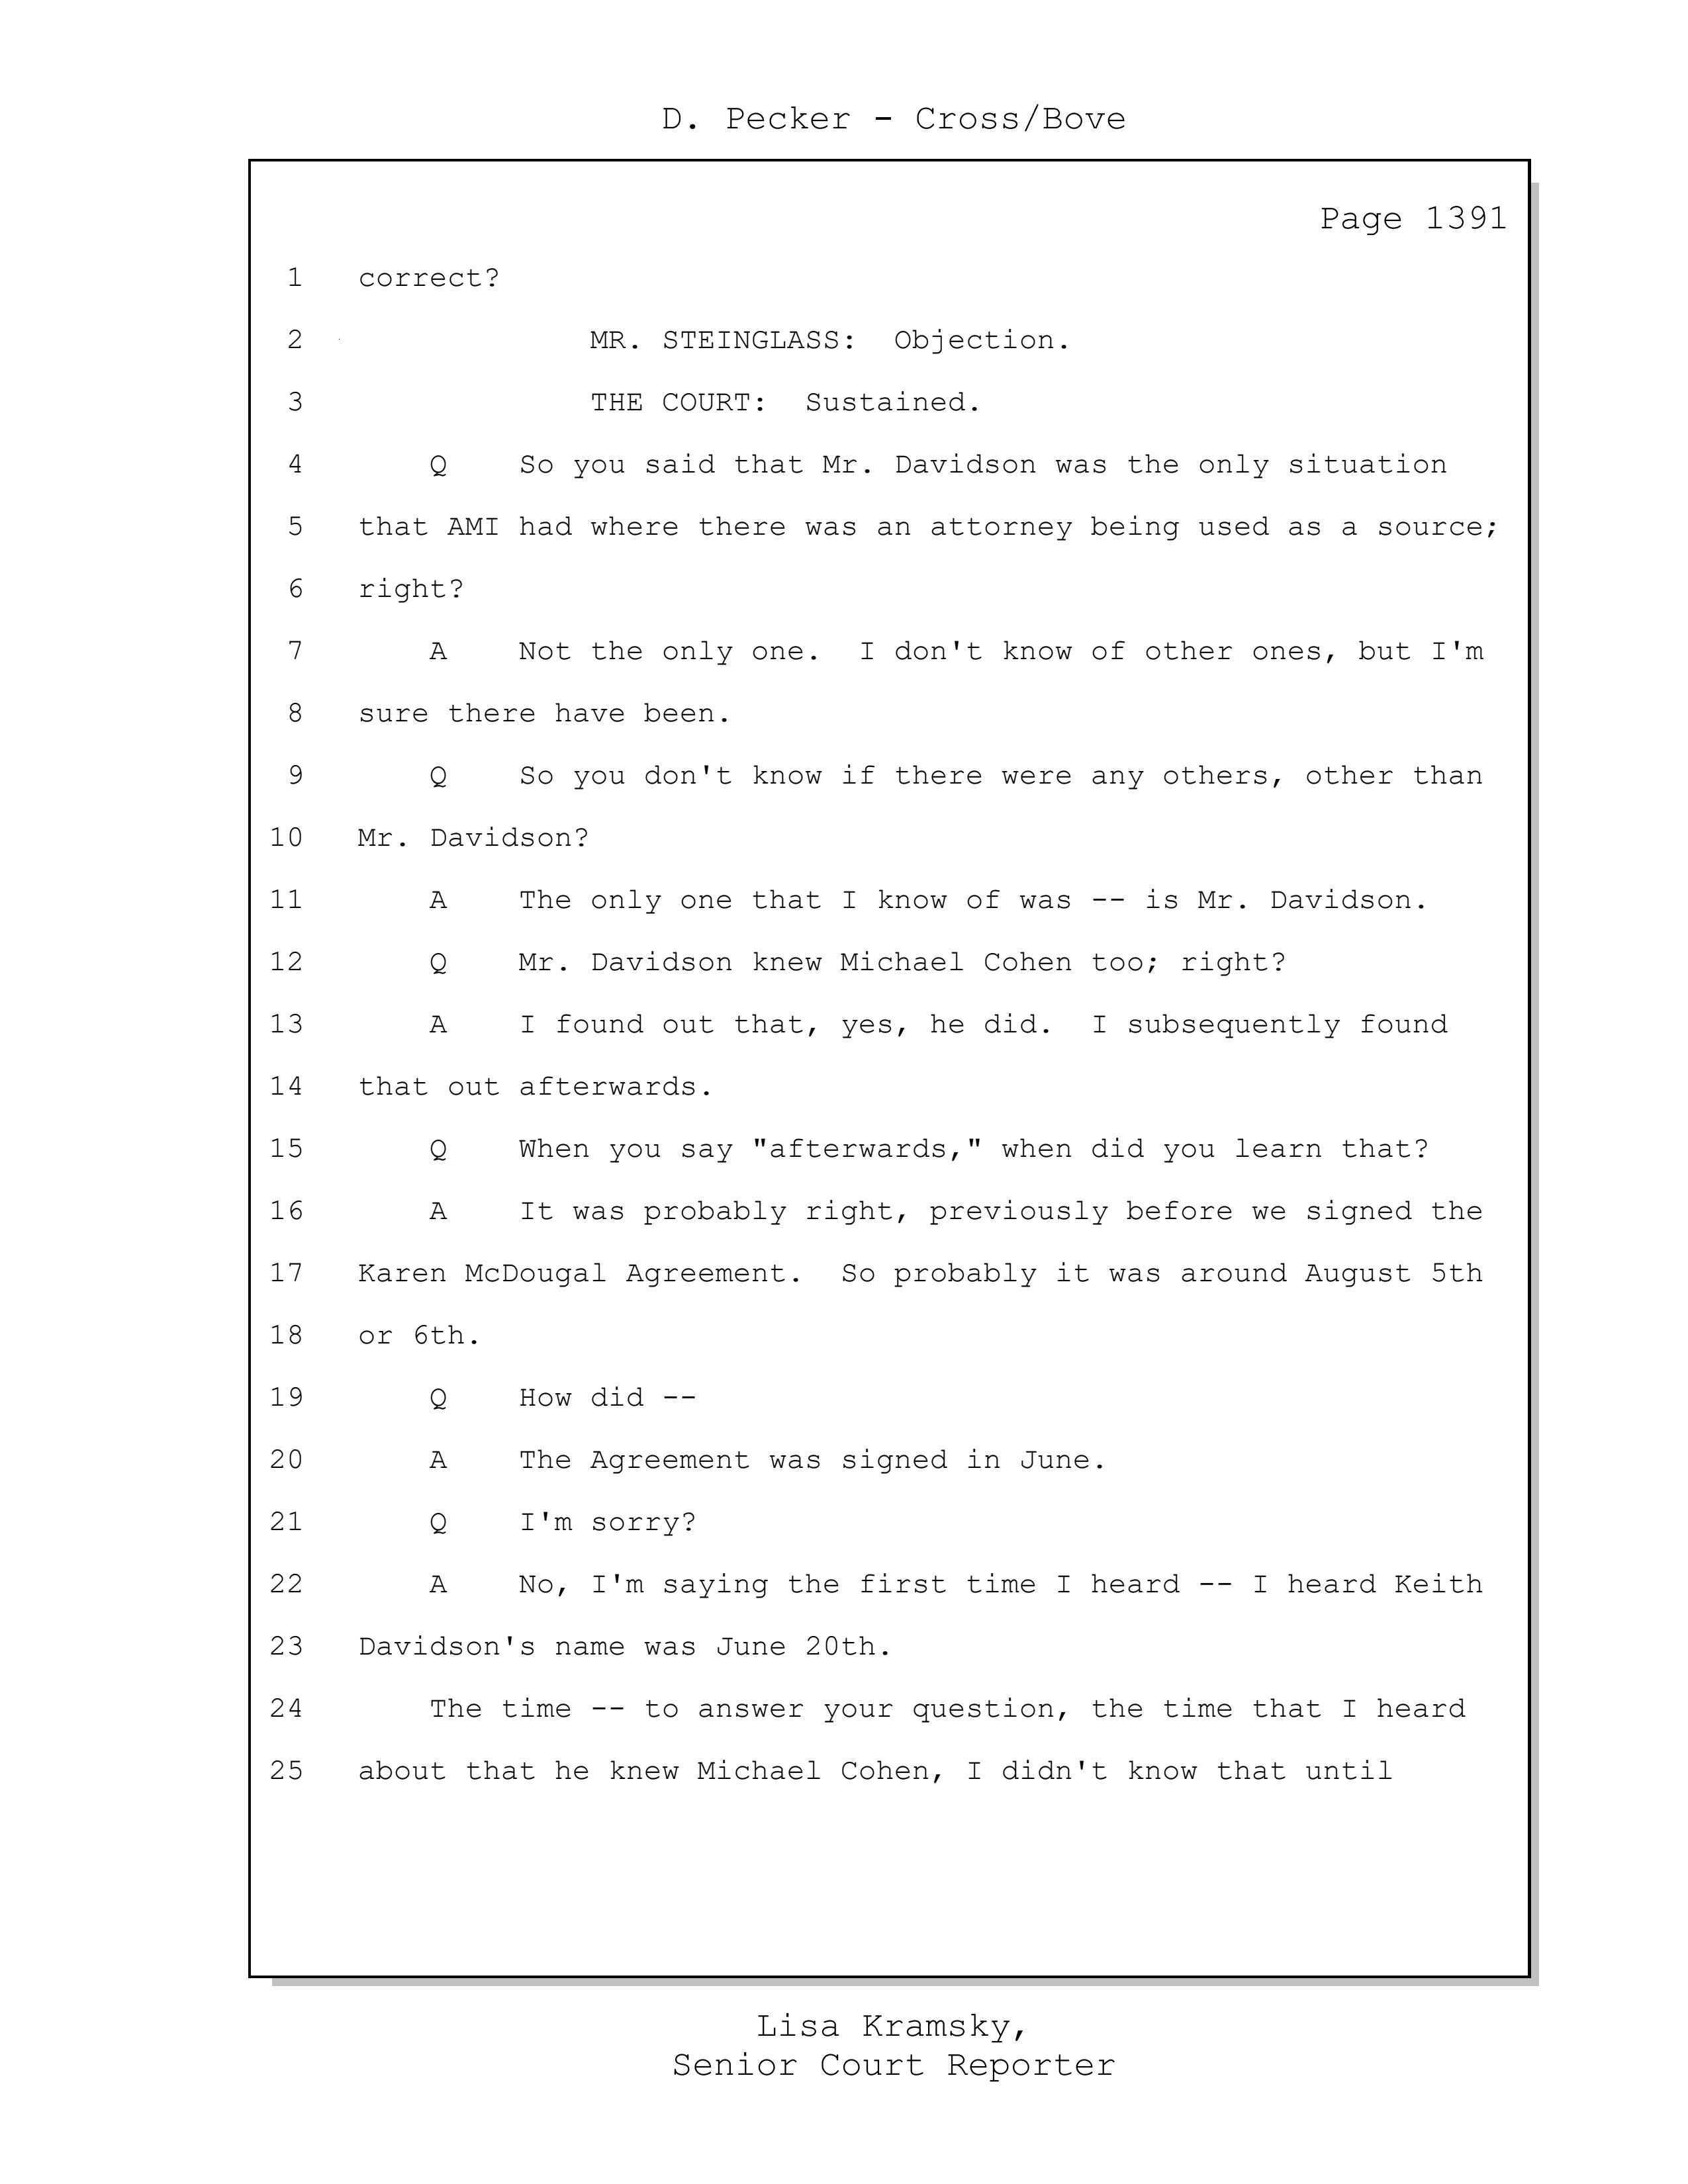 D. Pecker - Cross/Bove
Page 1391
1 correct?
2 MR. STEINGLASS: Objection.
3 THE COURT: Sustained.
4 Q So you said that Mr. Davidson was the only situation
5 that AMI had where there was an attorney being used as a source;
6 right?
7 A Not the only one. I don't know of other ones, but I'm
8 sure there have been.
9 Q So you don't know if there were any others, other than
10 Mr. Davidson?
11 A The only one that I know of was -- is Mr. Davidson.
12 Q Mr. Davidson knew Michael Cohen too; right?
13 A I found out that, yes, he did. I subsequently found
14 that out afterwards.
15 Q When you say "afterwards," when did you learn that?
16 A It was probably right, previously before we signed the
17 Karen McDougal Agreement. So probably it was around August 5th
18 or 6th.
19 Q How did --
20 A The Agreement was signed in June.
21 Q I'm sorry?
22 A No, I'm saying the first time I heard -- I heard Keith
23 Davidson's name was June 20th.
24 The time -- to answer your question, the time that I heard
25 about that he knew Michael Cohen, I didn't know that until
Lisa Kramsky,
Senior Court Reporter